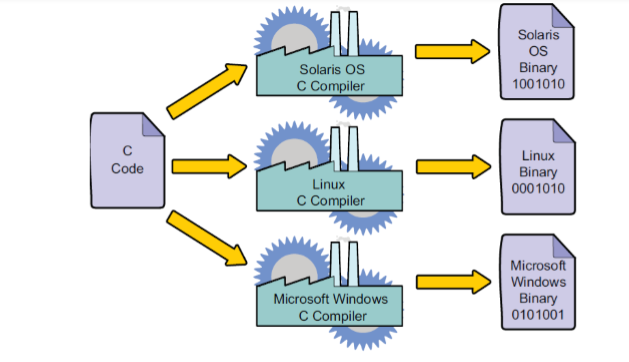 C
Code
Solaris OS
C Compiler
Solaris
OS
Binary
1001010
Linux
C Compiler
Linux
Binary
0001010
Microsoft Windows
C Compiler
Microsoft
Windows
Binary
0101001